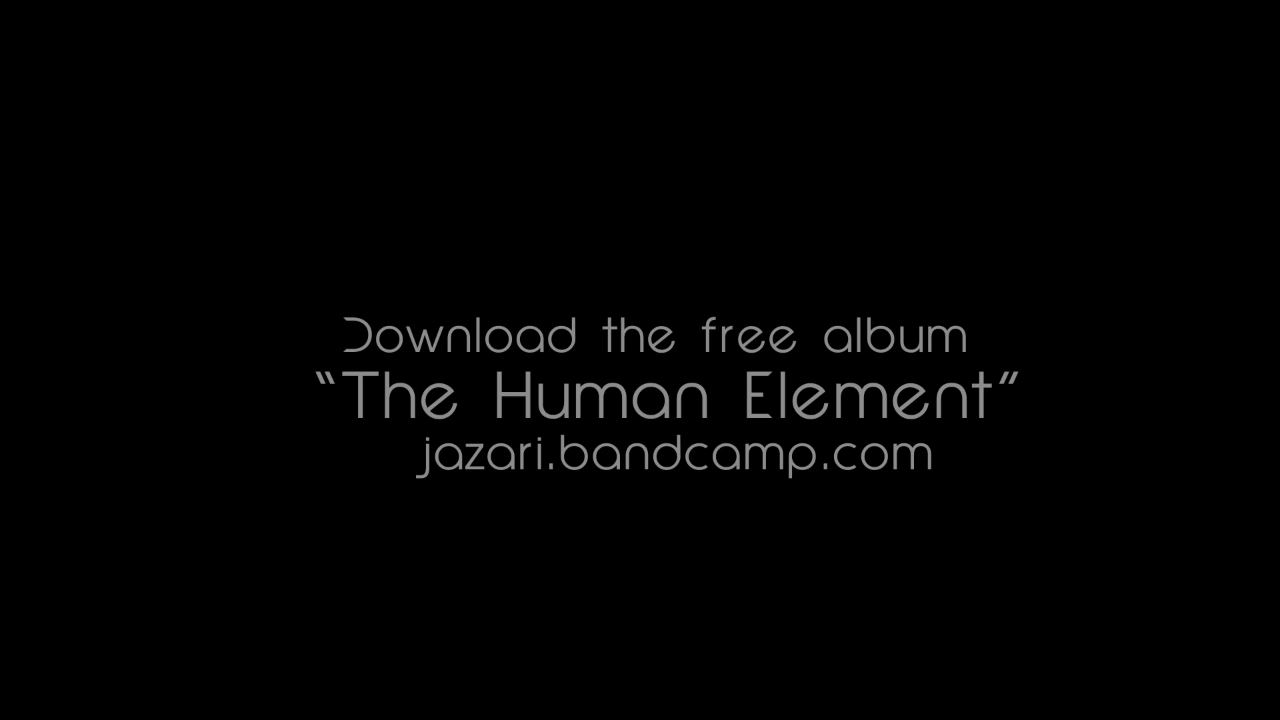 Download the free album
“The Human Element”
jazari.bandcamp.com